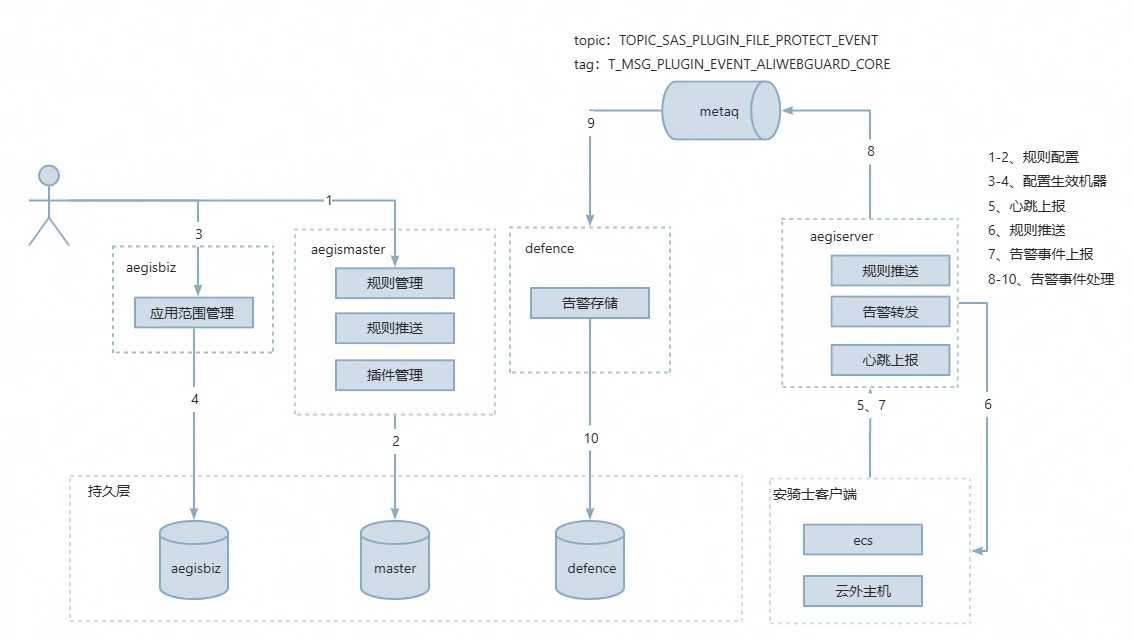 topic：TOPIC_SAS_PLUGIN_FILE_PROTECT_EVENT
tag：T_MSG_PLUGIN_EVENT_ALIWEBGUARD_CORE
metaq
9
8
1-2、规则配置
3-4、配置生效机器
5、心跳上报
6、规则推送
7、告警事件上报
8-10、告警事件处理
1
3
aegisbiz
应用范围管理
aegismaster
规则管理
规则推送
插件管理
defence
告警存储
aegiserver
规则推送
告警转发
心跳上报
4
2
10
5、7
6
持久层
aegisbiz
master
defence
安骑士客户端
ecs
云外主机